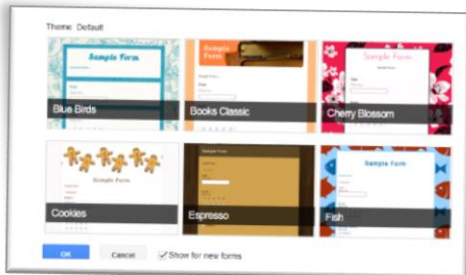 Theme Default
Sample Form
Blue Birds
Sample Form
Books Classic
Sample Form
Cherry Blossom
Sample Form
Cookies
Sample Form
Espresso
Sample Form
Fish
OK
Cancel
Show for new forms